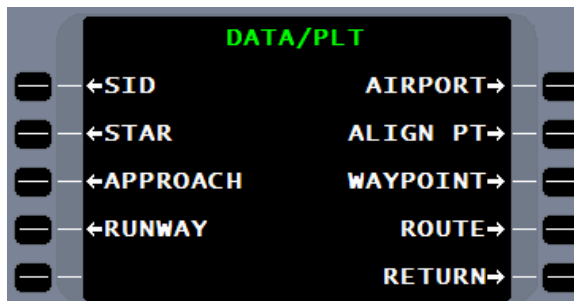 DATA/PLT
←SID AIRPORT→
←STAR ALIGN PT→
←APPROACH WAYPOINT→
←RUNWAY ROUTE→
RETURN→